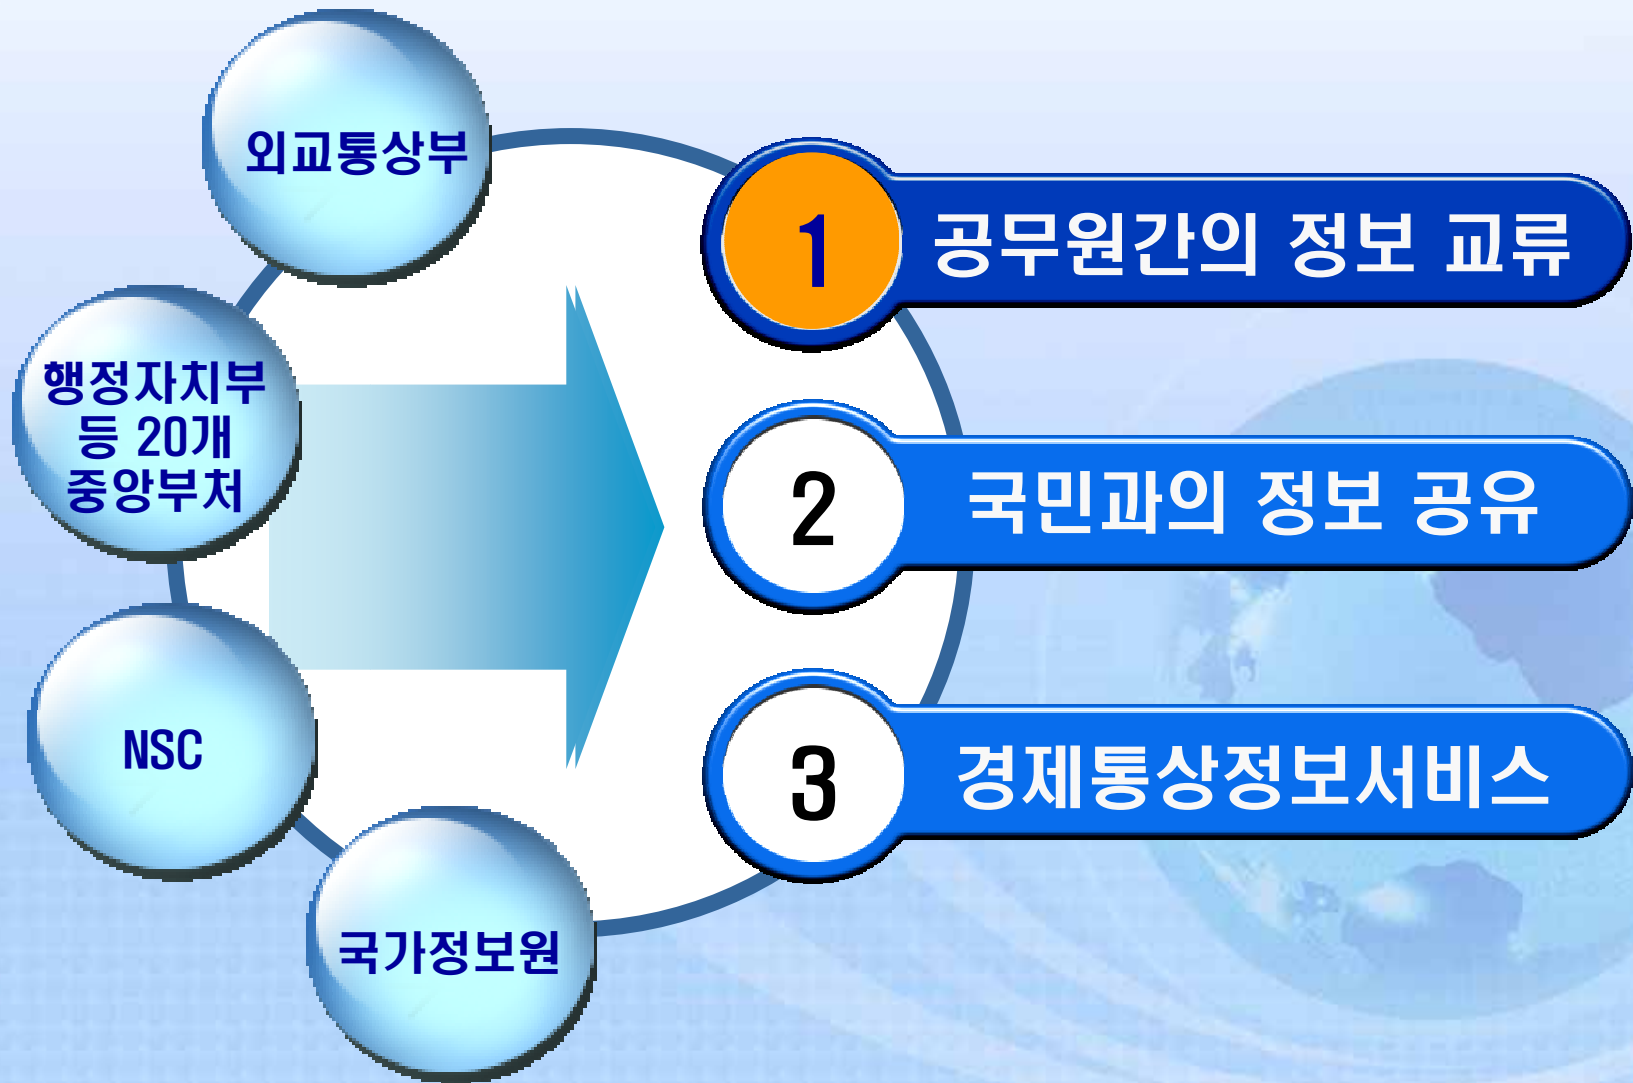 외교통상부
행정자치부
등 20개
중앙부처
NSC
국가정보원
1 공무원간의 정보 교류
2 국민과의 정보 공유
3 경제통상정보서비스